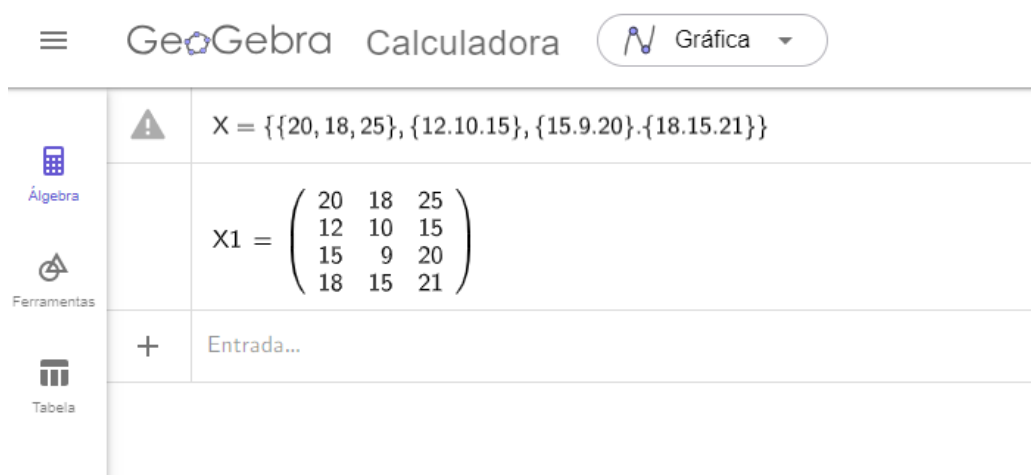 GeoGebra Calculadora Gráfica
X = {{20, 18, 25}, {12.10.15}, {15.9.20}.{18.15.21}}
Álgebra
X1 = 
20 18 25
12 10 15
15 9 20
18 15 21
Ferramentas
+ Entrada...
Tabela